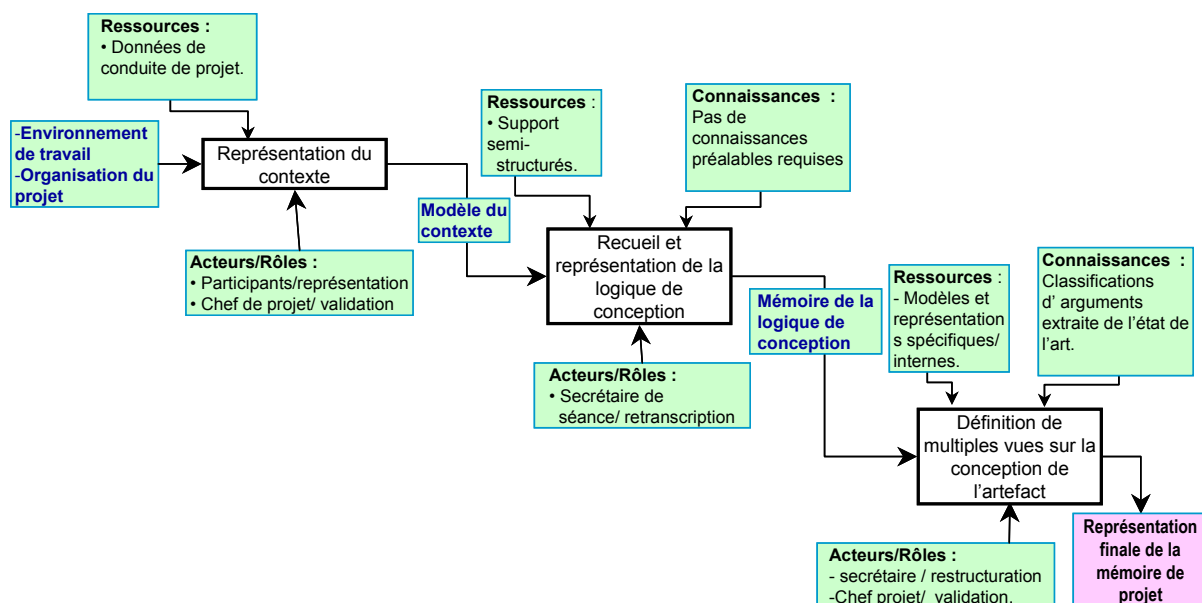 Ressources :
• Données de
conduite de projet.
-Environnement
de travail
-Organisation du
projet
Représentation du
contexte
Acteurs/Rôles :
• Participants/représentation
• Chef de projet/ validation
Modèle du
contexte
Ressources :
• Support
semi-
structurés.
Connaissances :
Pas de
connaissances
préalables requises
Recueil et
représentation de la
logique de
conception
Acteurs/Rôles :
• Secrétaire de
séance/ retranscription
Mémoire de la
logique de
conception
Ressources :
- Modèles et
représentation
s spécifiques/
internes.
Connaissances :
Classifications
d’ arguments
extraite de l’état de
l’art.
Définition de
multiples vues sur la
conception de
l’artefact
Acteurs/Rôles :
- secrétaire / restructuration
-Chef projet/ validation.
Représentation
finale de la
mémoire de
projet